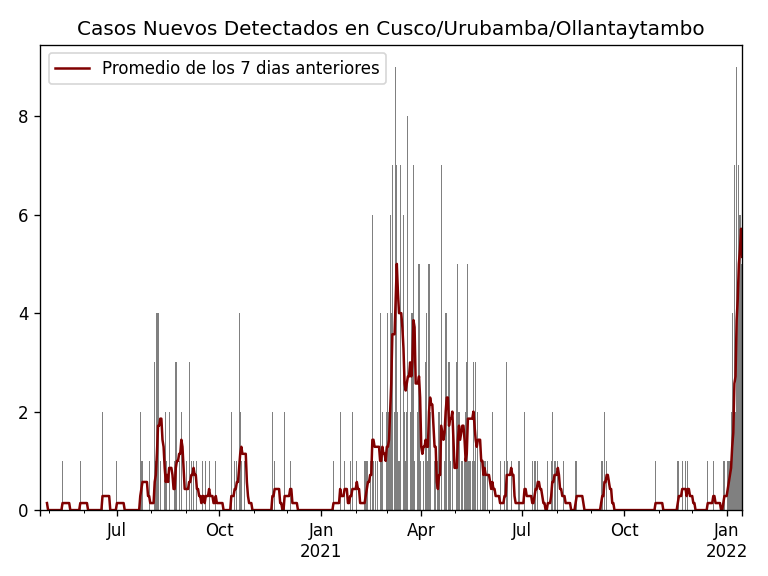 Casos Nuevos Detectados en Cusco/Urubamba/Ollantaytambo
Promedio de los 7 dias anteriores
8
6
4
2
0
Jul
Oct
Jan
2021
Apr
Jul
Oct
Jan
2022